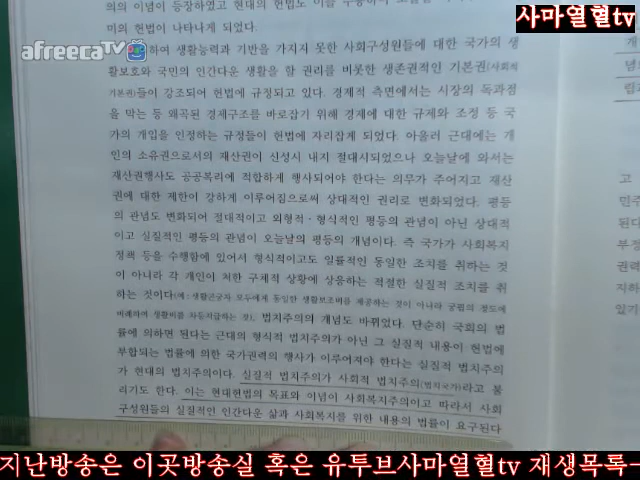 사마열혈tv
afreecaTV
의의 이념이 등장하였고 현대의 헌법도 이를 수용하여
미의 헌법이 나타나게 되었다.
하여 생활능력과 기반을 가지지 못한 사회구성원들에 대한 국가의 생
활보호와 국민의 인간다운 생활을 할 권리를 비롯한 생존권적인 기본권(사회적
기본권)들이 강조되어 헌법에 규정되고 있다. 경제적 측면에서는 시장의 독과점
을 막는 등 왜곡된 경제구조를 바로잡기 위해 경제에 대한 규제와 조정 등 국
가의 개입을 인정하는 규정들이 헌법에 자리잡게 되었다. 아울러 근대에는 개
인의 소유권으로서의 재산권이 신성시 내지 절대시되었으나 오늘날에 와서는
재산권행사도 공공복리에 적합하게 행사되어야 한다는 의무가 주어지고 재산
권에 대한 제한이 강하게 이루어짐으로써 상대적인 권리로 변화되었다. 평등
의 관념도 변화되어 절대적이고 외형적·형식적인 평등의 관념이 아닌 상대적
이고 실질적인 평등의 관념이 오늘날의 평등의 개념이다. 즉 국가가 사회복지
정책 등을 수행함에 있어서 형식적이고도 일률적인 동일한 조치를 취하는 것
이 아니라 각 개인이 처한 구체적 상황에 상응하는 적절한 실질적 조치를 취
하는 것이다(예: 생활곤궁자 모두에게 동일한 생활보조비를 제공하는 것이 아니라 궁핍의 정도에
비례하여 생활비를 차등지급하는 것). 법치주의의 개념도 바뀌었다. 단순히 국회의 법
률에 의하면 된다는 근대의 형식적 법치주의가 아닌 그 실질적 내용이 헌법에
부합되는 법률에 의한 국가권력의 행사가 이루어져야 한다는 실질적 법치주의
가 현대의 법치주의이다. 실질적 법치주의가 사회적 법치주의(법치국가)라고 불
리기도 한다. 이는 현대헌법의 목표와 이념이 사회복지주의이고 따라서 사회
구성원들의 실질적인 인간다운 삶과 사회복지를 위한 내용의 법률이 요구된다
개
념의
립과
고
민주
된다
부정
권력
지하
있기
지난방송은 이곳방송실 혹은 유투브사마열혈tv 재생목록-